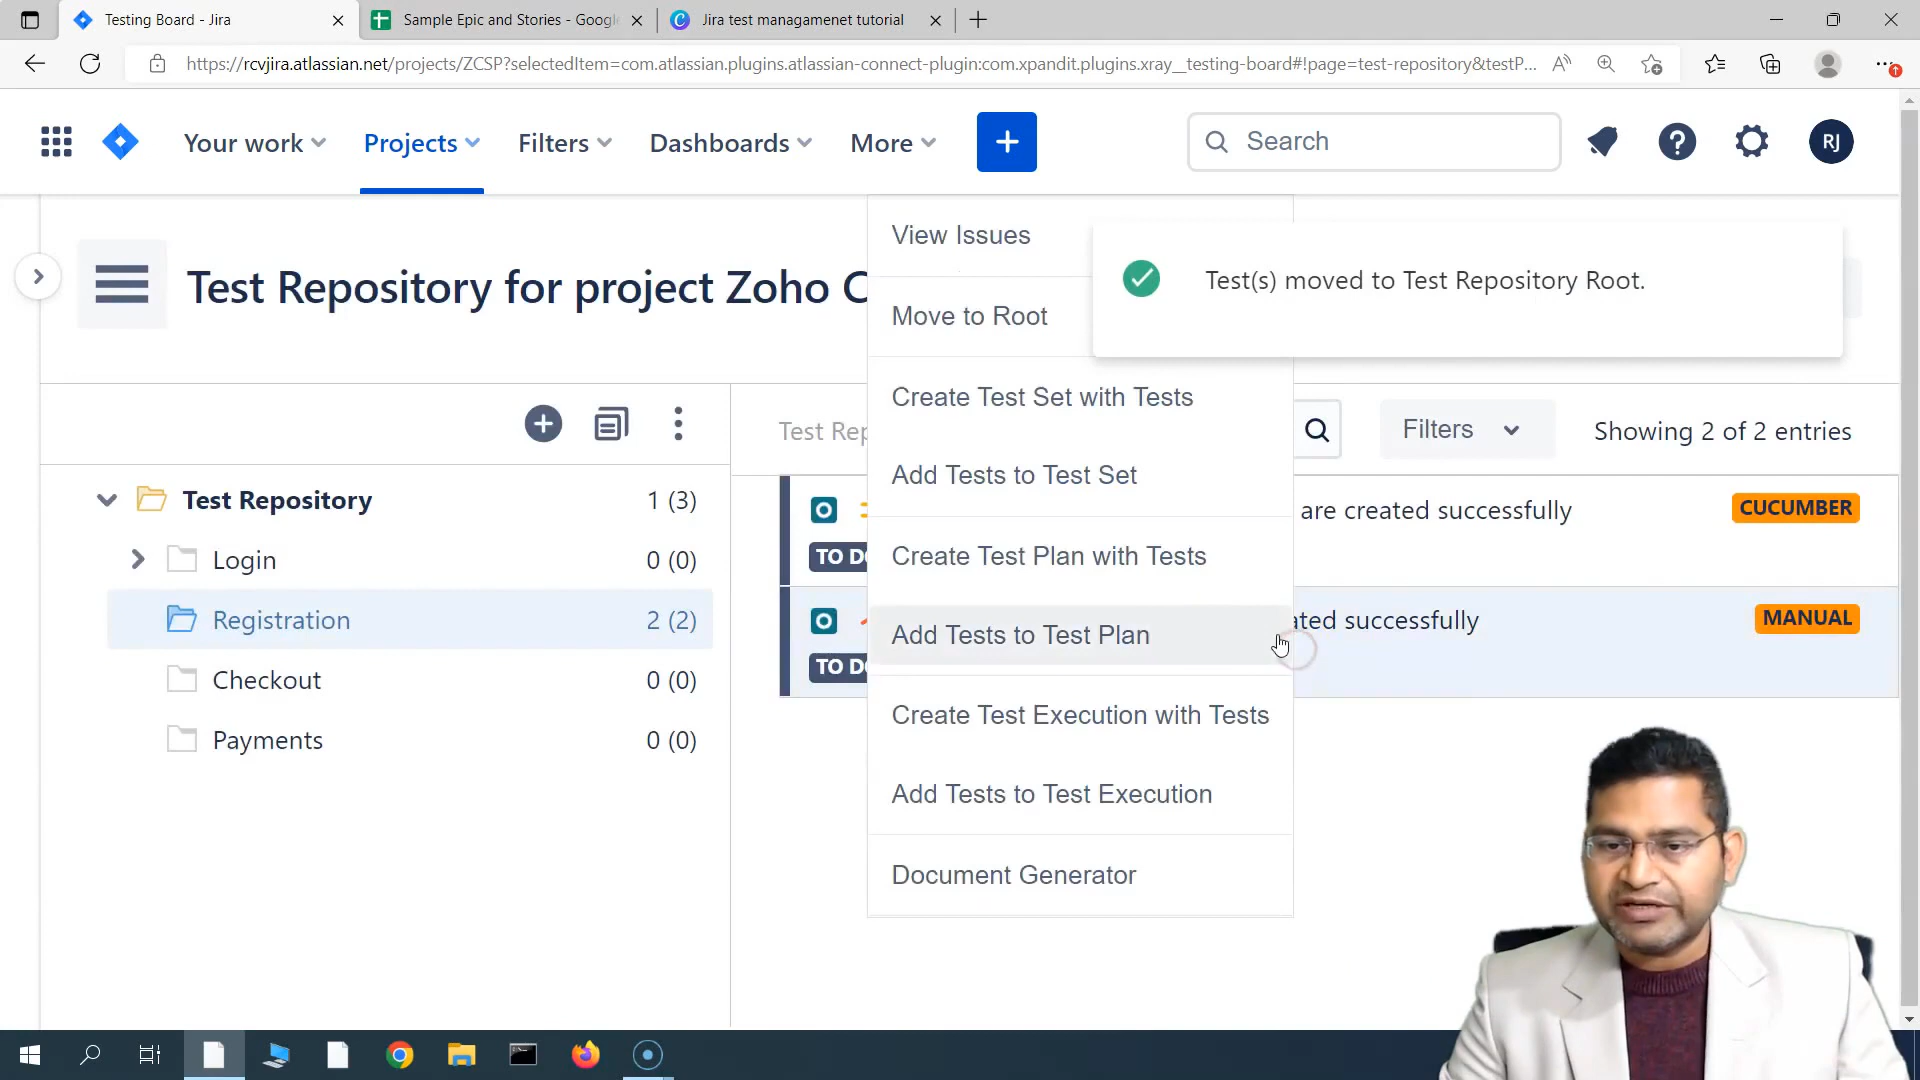 Testing Board - Jira
Sample Epic and Stories - Google
Jira test managamenet tutorial
https://rcvjira.atlassian.net/projects/ZCSP?selectedItem=com.atlassian.plugins.atlassian-connect-plugin:com.xpandit.plugins.xray__testing-board#!page=test-repository&testP...
Your work
Projects
Filters
Dashboards
More
Search
RJ
Test Repository for project Zoho C
View Issues
Test(s) moved to Test Repository Root.
Move to Root
Create Test Set with Tests
Add Tests to Test Set
Create Test Plan with Tests
Add Tests to Test Plan
Create Test Execution with Tests
Add Tests to Test Execution
Document Generator
Test Rep
Filters
Showing 2 of 2 entries
Test Repository 1 (3)
Login 0 (0)
Registration 2 (2)
Checkout 0 (0)
Payments 0 (0)
are created successfully
CUCUMBER
TO DO
ated successfully
MANUAL
TO DO